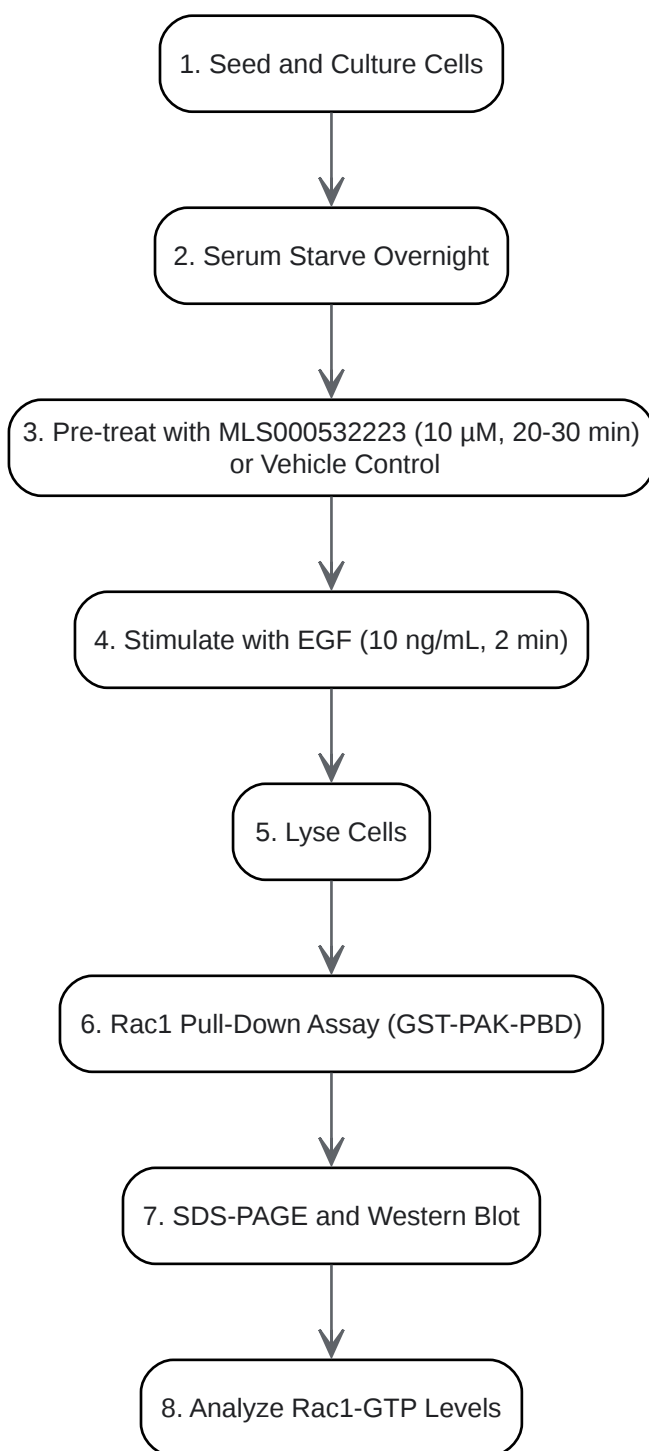 1. Seed and Culture Cells
2. Serum Starve Overnight
3. Pre-treat with MLS000532223 (10 µM, 20-30 min)
or Vehicle Control
4. Stimulate with EGF (10 ng/mL, 2 min)
5. Lyse Cells
6. Rac1 Pull-Down Assay (GST-PAK-PBD)
7. SDS-PAGE and Western Blot
8. Analyze Rac1-GTP Levels